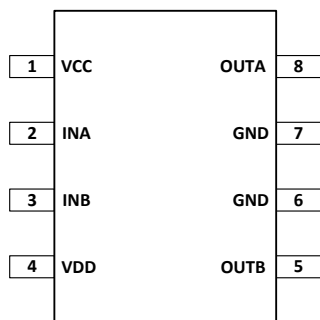 1 VCC OUTA 8
2 INA GND 7
3 INB GND 6
4 VDD OUTB 5